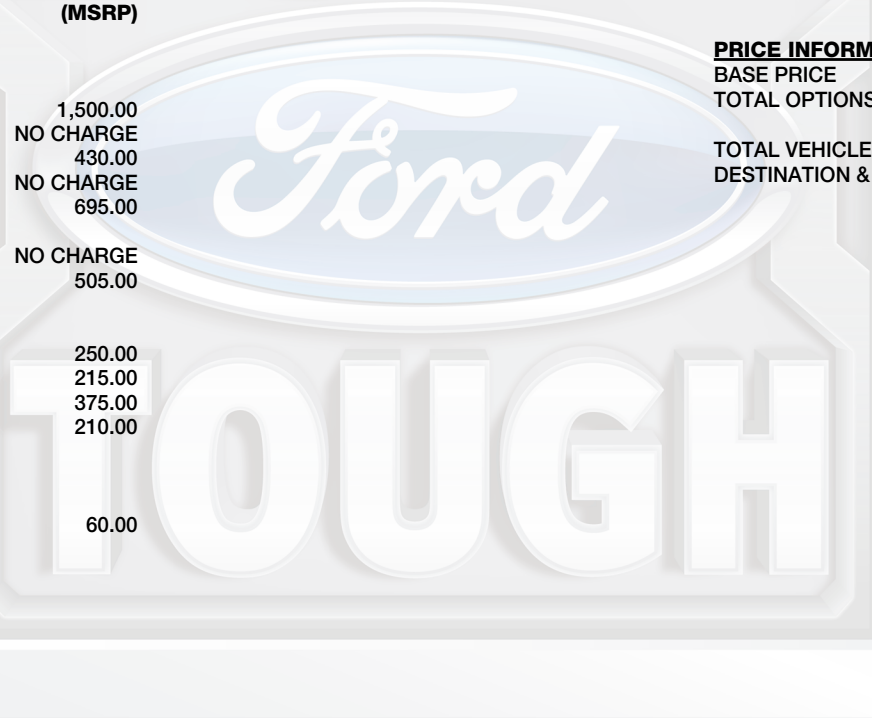 (MSRP)
1,500.00
NO CHARGE
430.00
NO CHARGE
695.00
NO CHARGE
505.00
250.00
215.00
375.00
210.00
60.00
PRICE INFORM
BASE PRICE
TOTAL OPTIONS
TOTAL VEHICLE
DESTINATION &
Ford
TOUGH